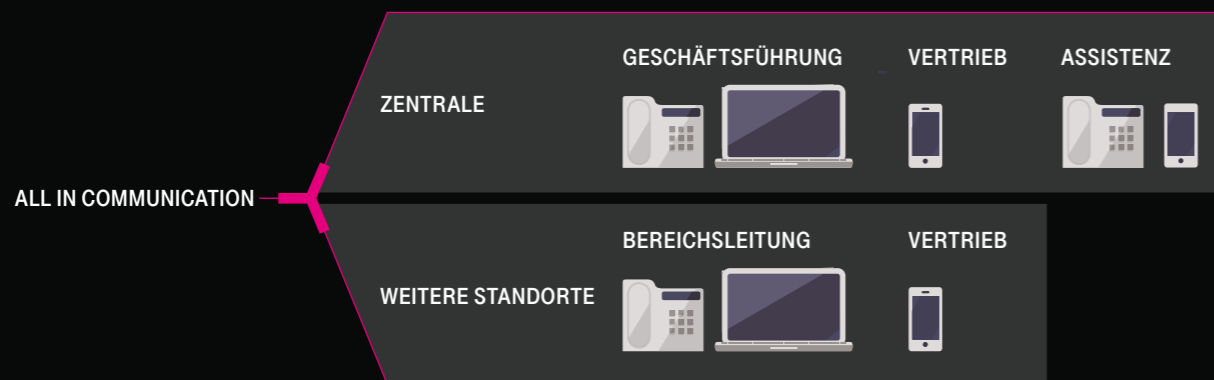 ALL IN COMMUNICATION
ZENTRALE
GESCHÄFTSFÜHRUNG
VERTRIEB
ASSISTENZ
WEITERE STANDORTE
BEREICHSLEITUNG
VERTRIEB